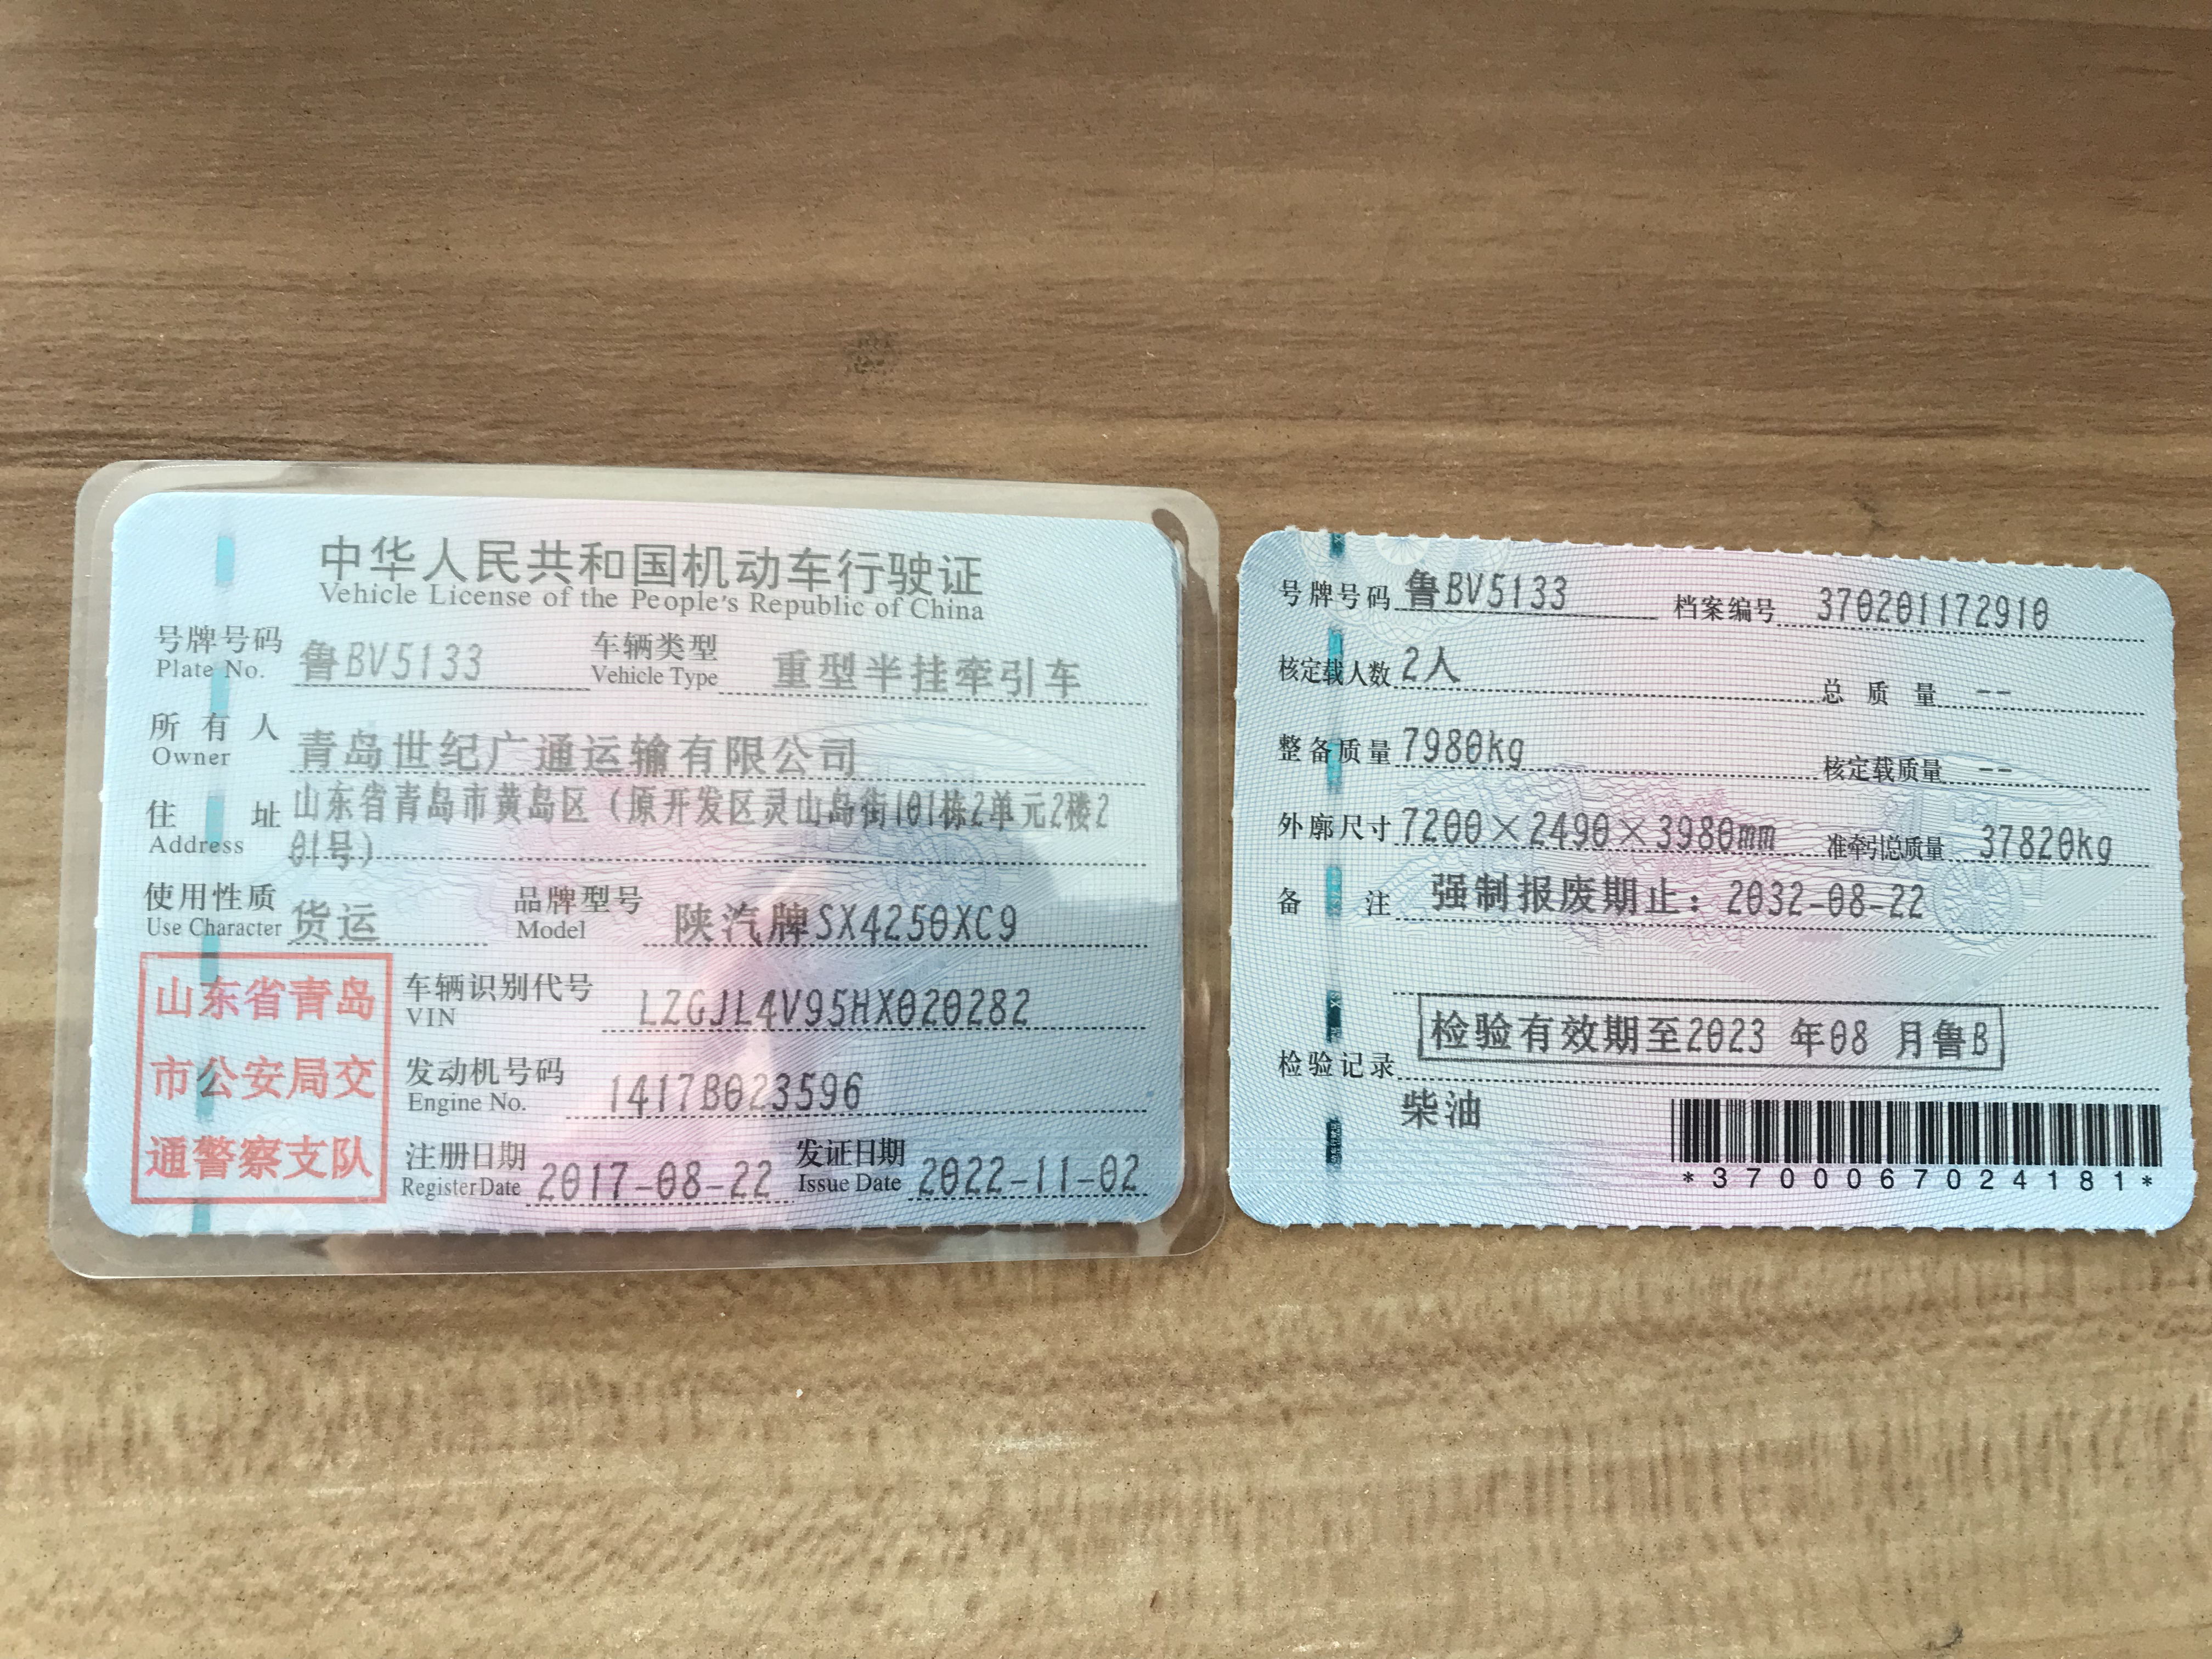 中华人民共和国机动车行驶证
Vehicle License of the People's Republic of China
号牌号码 鲁BV5133 车辆类型 重型半挂牵引车
Plate No. Vehicle Type
所有人 青岛世纪广通运输有限公司
Owner
住址 山东省青岛市黄岛区（原开发区灵山岛街101栋2单元2楼2
Address 01号）
使用性质 货运 品牌型号 陕汽牌SX4250XC9
Use Character Model
山东省青岛
市公安局交
通警察支队
车辆识别代号 LZGJL4V95HX020282
VIN
发动机号码 1417B023596
Engine No.
注册日期 2017-08-22 发证日期 2022-11-02
Register Date Issue Date
号牌号码 鲁BV5133 档案编号 370201172910
核定载人数 2人 总质量 --
整备质量 7980kg 核定载质量 --
外廓尺寸 7200×2490×3980mm 准牵引总质量 37820kg
备注 强制报废期止：2032-08-22
检验有效期至2023 年08 月鲁B
检验记录
柴油
*3700067024181*